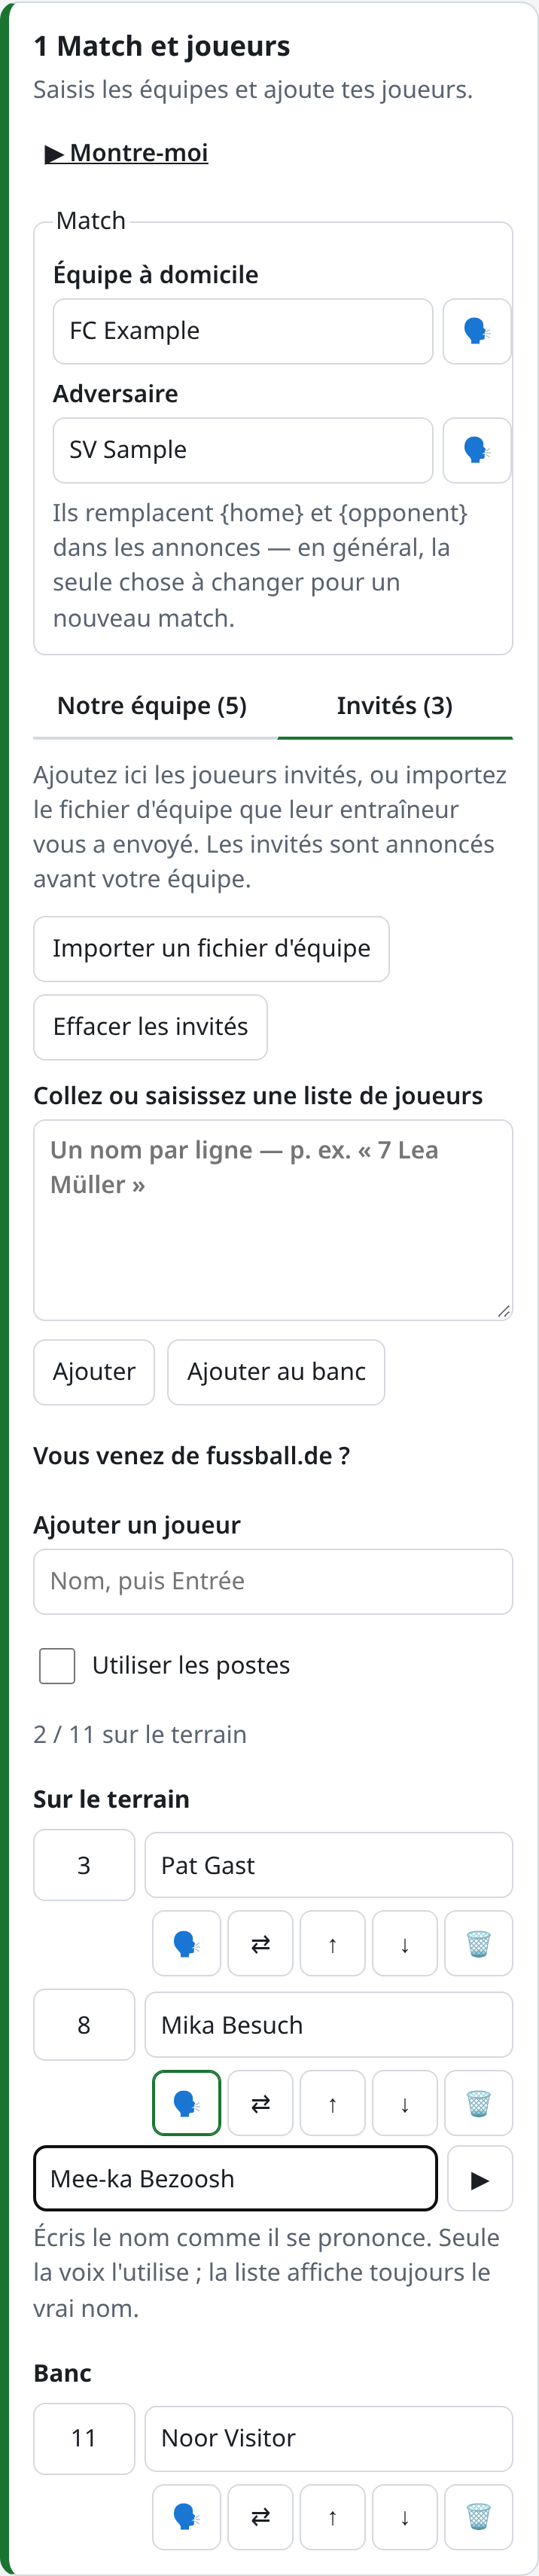 1 Match et joueurs
Saisis les équipes et ajoute tes joueurs.
▶ Montre-moi
Match
Équipe à domicile
FC Example
Adversaire
SV Sample
Ils remplacent {home} et {opponent}
dans les annonces — en général, la
seule chose à changer pour un
nouveau match.
Notre équipe (5) Invités (3)
Ajoutez ici les joueurs invités, ou importez
le fichier d'équipe que leur entraîneur
vous a envoyé. Les invités sont annoncés
avant votre équipe.
Importer un fichier d'équipe
Effacer les invités
Collez ou saisissez une liste de joueurs
Un nom par ligne — p. ex. « 7 Lea
Müller »
Ajouter Ajouter au banc
Vous venez de fussball.de ?
Ajouter un joueur
Nom, puis Entrée
Utiliser les postes
2 / 11 sur le terrain
Sur le terrain
3 Pat Gast
⇄ ↑ ↓
8 Mika Besuch
⇄ ↑ ↓
Mee-ka Bezoosh ▶
Écris le nom comme il se prononce. Seule
la voix l'utilise ; la liste affiche toujours le
vrai nom.
Banc
11 Noor Visitor
⇄ ↑ ↓